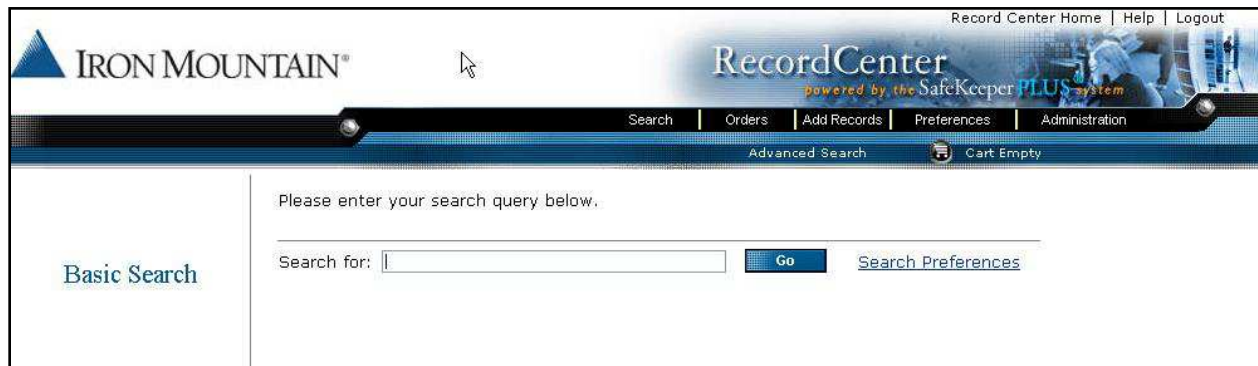 Record Center Home | Help | Logout
IRON MOUNTAIN®
RecordCenter
powered by the SafeKeeper PLUS® system
Search | Orders | Add Records | Preferences | Administration
Advanced Search Cart Empty
Please enter your search query below.
Basic Search
Search for: Go Search Preferences